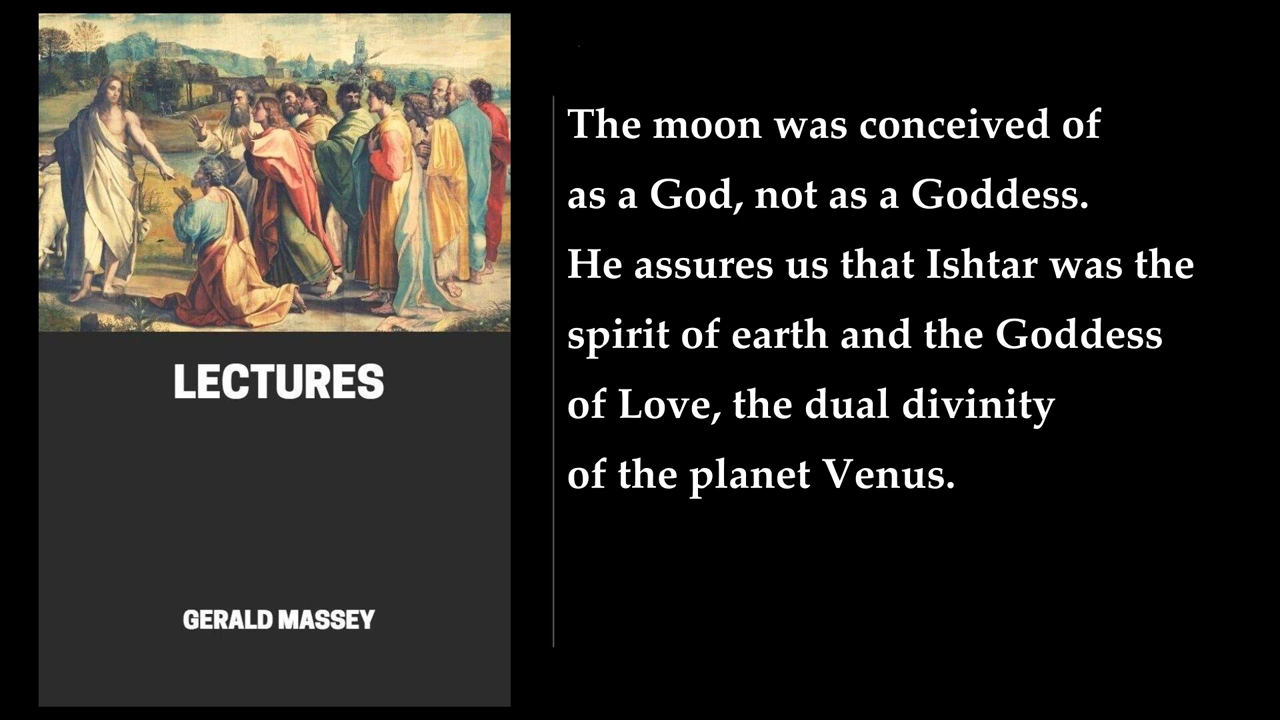 LECTURES
GERALD MASSEY
The moon was conceived of
as a God, not as a Goddess.
He assures us that Ishtar was the
spirit of earth and the Goddess
of Love, the dual divinity
of the planet Venus.